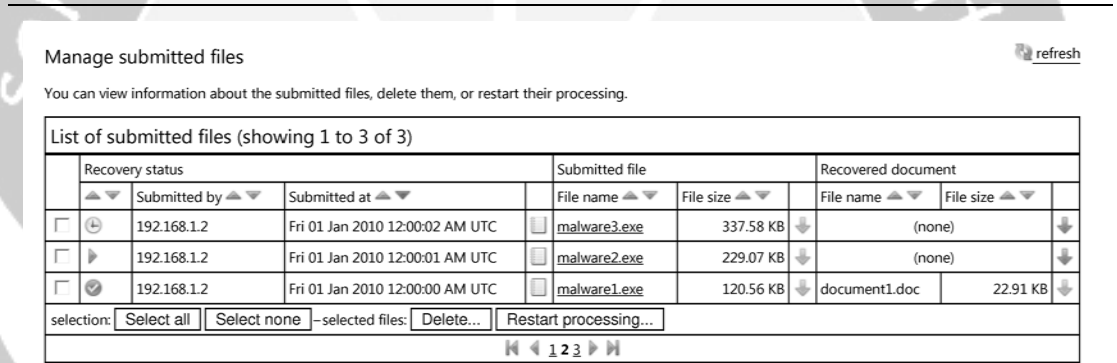 Manage submitted files
refresh
You can view information about the submitted files, delete them, or restart their processing.
List of submitted files (showing 1 to 3 of 3)
Recovery status Submitted file Recovered document
Submitted by Submitted at File name File size File name File size
192.168.1.2 Fri 01 Jan 2010 12:00:02 AM UTC malware3.exe 337.58 KB (none)
192.168.1.2 Fri 01 Jan 2010 12:00:01 AM UTC malware2.exe 229.07 KB (none)
192.168.1.2 Fri 01 Jan 2010 12:00:00 AM UTC malware1.exe 120.56 KB document1.doc 22.91 KB
selection: Select all Select none –selected files: Delete... Restart processing...
1 2 3